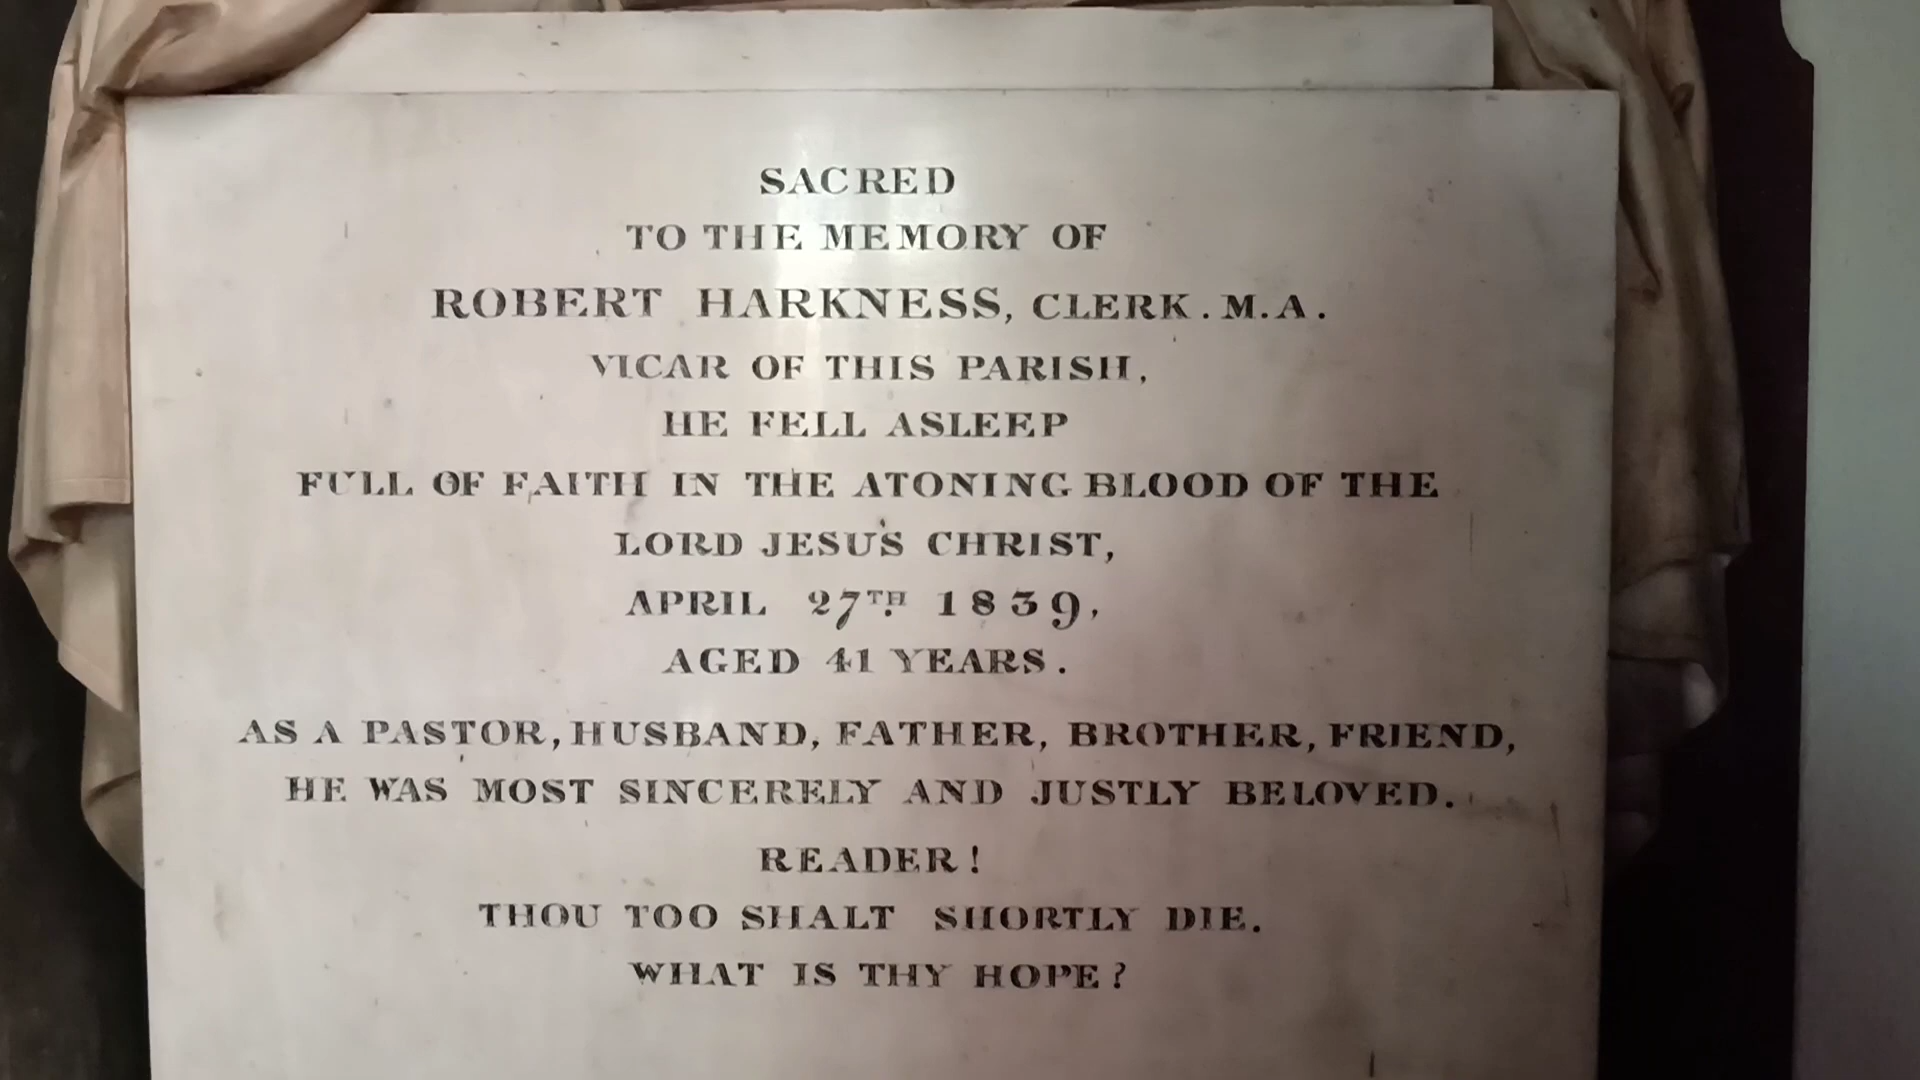 SACRED
TO THE MEMORY OF
ROBERT HARKNESS, CLERK. M.A.
VICAR OF THIS PARISH,
HE FELL ASLEEP
FULL OF FAITH IN THE ATONING BLOOD OF THE
LORD JESUS CHRIST,
APRIL 27TH 1839,
AGED 41 YEARS.
AS A PASTOR, HUSBAND, FATHER, BROTHER, FRIEND,
HE WAS MOST SINCERELY AND JUSTLY BELOVED.
READER!
THOU TOO SHALT SHORTLY DIE.
WHAT IS THY HOPE?